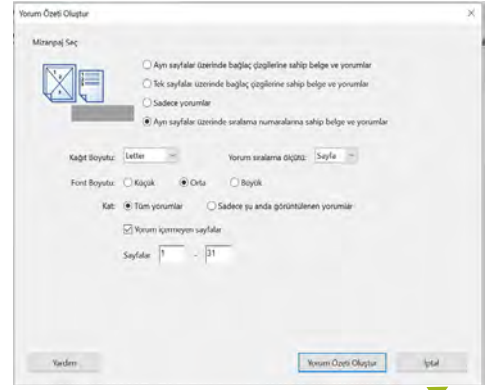 Yorum Özeti Oluştur
Mizanpaj Seç
Ayrı sayfalar üzerinde bağlaç çizgilerine sahip belge ve yorumlar
Tek sayfalar üzerinde bağlaç çizgilerine sahip belge ve yorumlar
Sadece yorumlar
Ayrı sayfalar üzerinde sıralama numaralarına sahip belge ve yorumlar
Kağıt Boyutu: Letter Yorum sıralama ölçütü: Sayfa
Font Boyutu: Küçük Orta Büyük
Kat: Tüm yorumlar Sadece şu anda görüntülenen yorumlar
Yorum içermeyen sayfalar
Sayfalar 1 - 31
Yardım Yorum Özeti Oluştur İptal